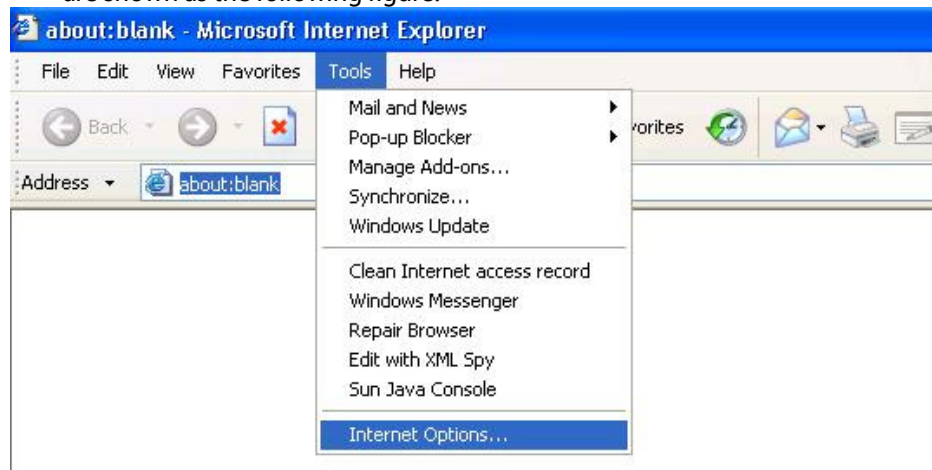 are shown as the following figure.
about:blank - Microsoft Internet Explorer
File Edit View Favorites Tools Help
Back
Mail and News
Pop-up Blocker
Manage Add-ons...
Synchronize...
Windows Update
Clean Internet access record
Windows Messenger
Repair Browser
Edit with XML Spy
Sun Java Console
Internet Options...
vorites
Address about:blank